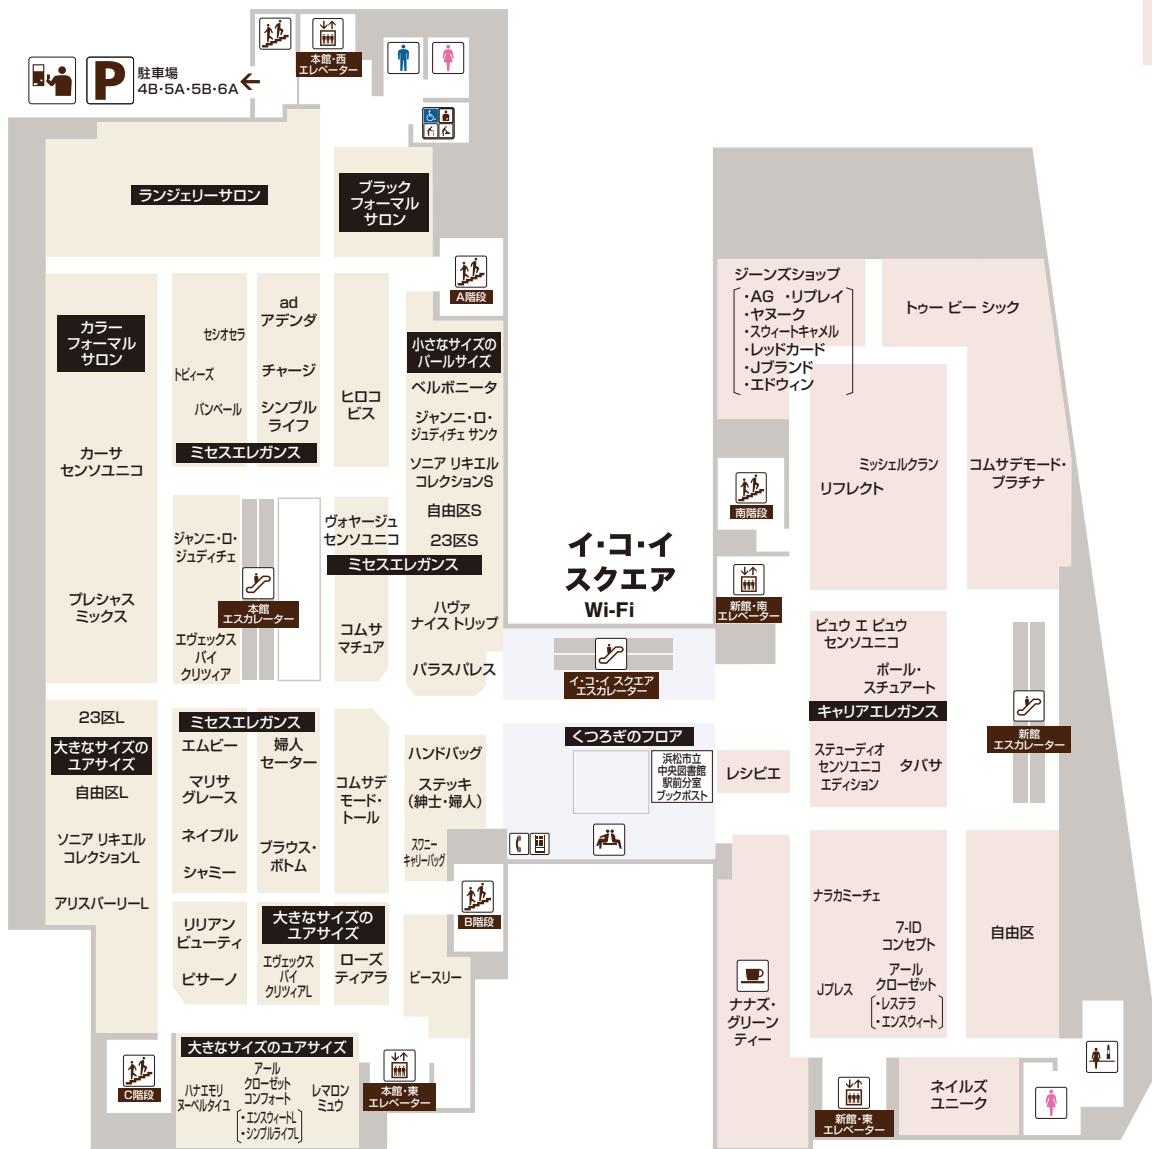 P
駐車場
4B・5A・5B・6A
本館・西
エレベーター
ランジェリーサロン
ブラック
フォーマル
サロン
A階段
カラー
フォーマル
サロン
カーサ
センソユニコ
プレシャス
ミックス
セシオセラ
トビィーズ
バンベール
ad
アデンダ
チャージ
シンプル
ライフ
ミセスエレガンス
ヒロコ
ビス
小さなサイズの
パールサイズ
ベルボニータ
ジャンニ・ロ・
ジュディチェ サンク
ソニア リキエル
コレクションS
自由区S
23区S
ジャンニ・ロ・
ジュディチェ
エヴェックス
バイ
クリツィア
本館
エスカレーター
ヴォヤージュ
センソユニコ
ミセスエレガンス
コムサ
マチュア
ハヴァ
ナイストリップ
パラスパレス
23区L
大きなサイズの
ユアサイズ
自由区L
ソニア リキエル
コレクションL
アリスバーリーL
ミセスエレガンス
エムビー
マリサ
グレース
ネイブル
シャミー
婦人
セーター
ブラウス・
ボトム
コムサデ
モード・
トール
ハンドバッグ
ステッキ
(紳士・婦人)
スワニー
キャリーバッグ
B階段
リリアン
ビューティ
ピサーノ
大きなサイズの
ユアサイズ
エヴェックス
バイ
クリツィアL
ローズ
ティアラ
ビースリー
C階段
大きなサイズのユアサイズ
ハナエモリ
ヌーベルタイユ
アール
クローゼット
コンフォート
・エンスウィートL
・シンプルライフL
レマロン
ミュウ
本館・東
エレベーター
イ・コ・イ
スクエア
Wi-Fi
イ・コ・イ スクエア
エスカレーター
くつろぎのフロア
浜松市立
中央図書館
駅前分室
ブックポスト
ジーンズショップ
・AG ・リプレイ
・ヤヌーク
・スウィートキャメル
・レッドカード
・Jブランド
・エドウィン
トゥー ビー シック
ミッシェルクラン
リフレクト
コムサデモード・
プラチナ
南階段
新館・南
エレベーター
ピュウ エ ピュウ
センソユニコ
ポール・
スチュアート
キャリアエレガンス
ステューディオ
センソユニコ
エディション
タバサ
新館
エスカレーター
レシピエ
ナラカミーチェ
7-ID
コンセプト
Jプレス
アール
クローゼット
・レステラ
・エンスウィート
自由区
ナナズ・
グリーン
ティー
新館・東
エレベーター
ネイルズ
ユニーク